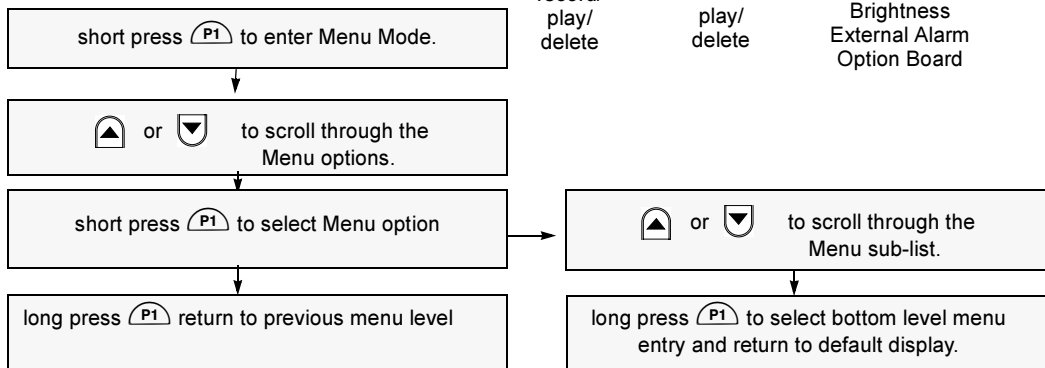 play/
delete
play/
delete
Brightness
External Alarm
Option Board
short press P1 to enter Menu Mode.
or to scroll through the
Menu options.
short press P1 to select Menu option
or to scroll through the
Menu sub-list.
long press P1 return to previous menu level
long press P1 to select bottom level menu
entry and return to default display.